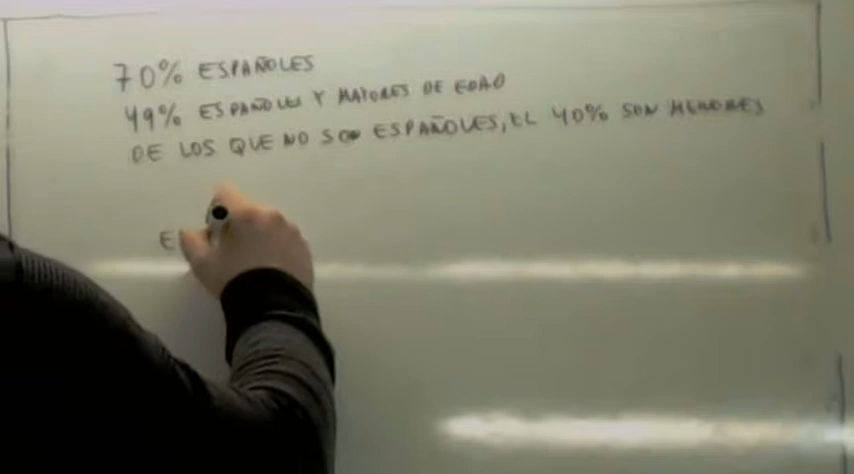 70% ESPAÑOLES
49% ESPAÑOLES Y MAYORES DE EDAD
DE LOS QUE NO SON ESPAÑOLES, EL 40% SON MENORES
E